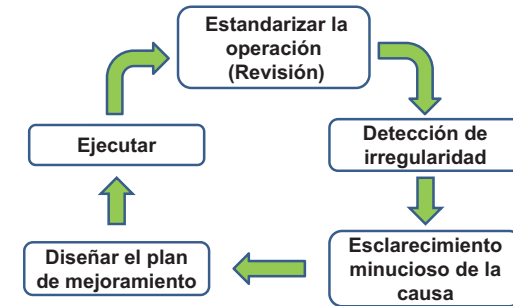 Estandarizar la
operación
(Revisión)
Detección de
irregularidad
Esclarecimiento
minucioso de la
causa
Diseñar el plan
de mejoramiento
Ejecutar